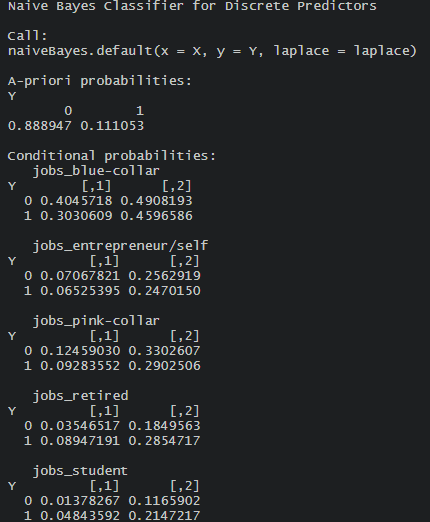 Naive Bayes Classifier for Discrete Predictors
Call:
naiveBayes.default(x = X, y = Y, laplace = laplace)
A-priori probabilities:
Y
0 1
0.888947 0.111053
Conditional probabilities:
jobs_blue-collar
Y [,1] [,2]
0 0.4045718 0.4908193
1 0.3030609 0.4596586
jobs_entrepreneur/self
Y [,1] [,2]
0 0.07067821 0.2562919
1 0.06525395 0.2470150
jobs_pink-collar
Y [,1] [,2]
0 0.12459030 0.3302607
1 0.09283552 0.2902506
jobs_retired
Y [,1] [,2]
0 0.03546517 0.1849563
1 0.08947191 0.2854717
jobs_student
Y [,1] [,2]
0 0.01378267 0.1165902
1 0.04843592 0.2147217